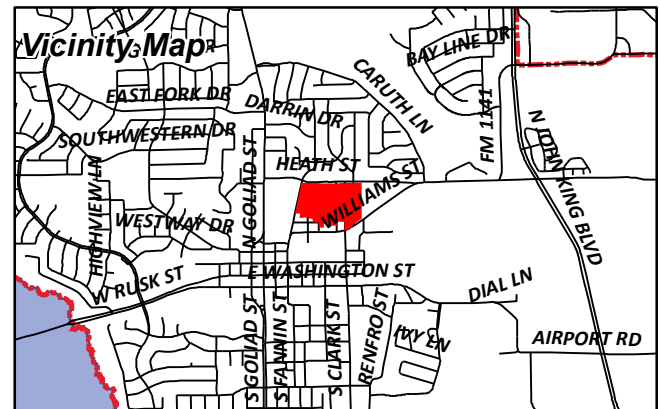 Vicinity Map
DR
BAY LINE DR
CARUTH LN
EAST FORK DR
DARRIN DR
FM 1141
N JOHN KING BLVD
SOUTHWESTERN DR
HEATH ST
WILLIAMS ST
HIGHVIEW LN
N GOLIAD ST
WESTWAY DR
E WASHINGTON ST
W RUSK ST
DIAL LN
S GOLIAD ST
S FANNIN ST
S CLARK ST
RENFRO ST
IVY LN
AIRPORT RD